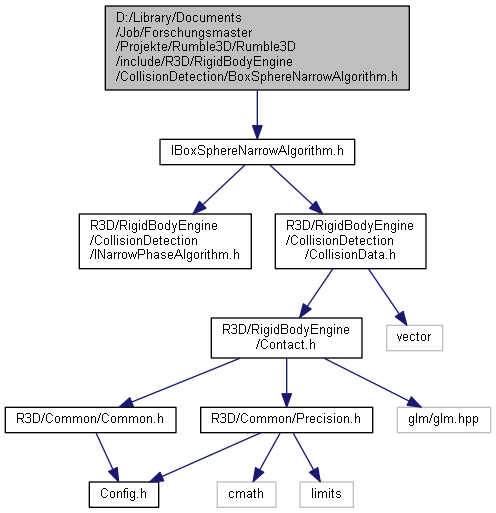 D:/Library/Documents
/Job/Forschungsmaster
/Projekte/Rumble3D/Rumble3D
/include/R3D/RigidBodyEngine
/CollisionDetection/BoxSphereNarrowAlgorithm.h
IBoxSphereNarrowAlgorithm.h
R3D/RigidBodyEngine
/CollisionDetection
/INarrowPhaseAlgorithm.h
R3D/RigidBodyEngine
/CollisionDetection
/CollisionData.h
R3D/RigidBodyEngine
/Contact.h
vector
R3D/Common/Common.h
R3D/Common/Precision.h
glm/glm.hpp
Config.h
cmath
limits